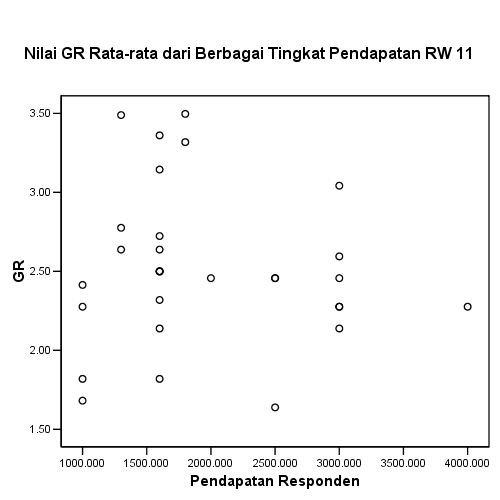 Nilai GR Rata-rata dari Berbagai Tingkat Pendapatan RW 11
3.50
3.00
2.50
2.00
1.50
GR
1000.000 1500.000 2000.000 2500.000 3000.000 3500.000 4000.000
Pendapatan Responden